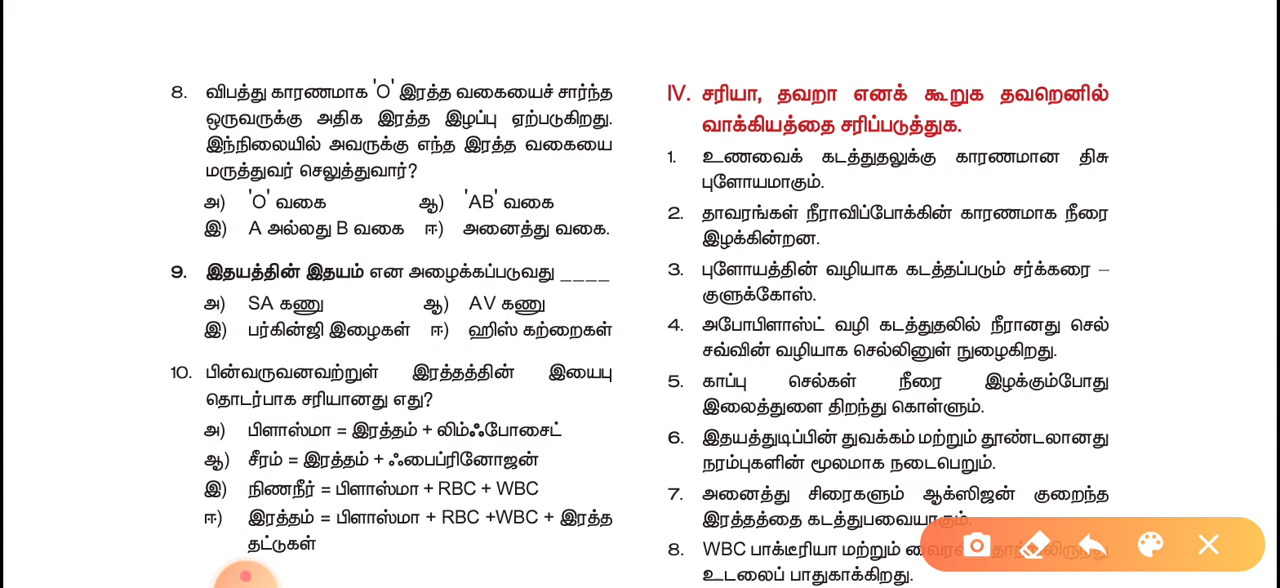 8. விபத்து காரணமாக 'O' இரத்த வகையைச் சார்ந்த
ஒருவருக்கு அதிக இரத்த இழப்பு ஏற்படுகிறது.
இந்நிலையில் அவருக்கு எந்த இரத்த வகையை
மருத்துவர் செலுத்துவார்?
அ) 'O' வகை ஆ) 'AB' வகை
இ) A அல்லது B வகை ஈ) அனைத்து வகை.
9. இதயத்தின் இதயம் என அழைக்கப்படுவது ____
அ) SA கணு ஆ) AV கணு
இ) பர்கின்ஜி இழைகள் ஈ) ஹிஸ் கற்றைகள்
10. பின்வருவனவற்றுள் இரத்தத்தின் இயைபு
தொடர்பாக சரியானது எது?
அ) பிளாஸ்மா = இரத்தம் + லிம்ஃபோசைட்
ஆ) சீரம் = இரத்தம் + ஃபைப்ரினோஜன்
இ) நிணநீர் = பிளாஸ்மா + RBC + WBC
ஈ) இரத்தம் = பிளாஸ்மா + RBC +WBC + இரத்த
தட்டுகள்
IV. சரியா, தவறா எனக் கூறுக தவறெனில்
வாக்கியத்தை சரிப்படுத்துக.
1. உணவைக் கடத்துதலுக்கு காரணமான திசு
புளோயமாகும்.
2. தாவரங்கள் நீராவிப்போக்கின் காரணமாக நீரை
இழக்கின்றன.
3. புளோயத்தின் வழியாக கடத்தப்படும் சர்க்கரை –
குளுக்கோஸ்.
4. அபோபிளாஸ்ட் வழி கடத்துதலில் நீரானது செல்
சவ்வின் வழியாக செல்லினுள் நுழைகிறது.
5. காப்பு செல்கள் நீரை இழக்கும்போது
இலைத்துளை திறந்து கொள்ளும்.
6. இதயத்துடிப்பின் துவக்கம் மற்றும் தூண்டலானது
நரம்புகளின் மூலமாக நடைபெறும்.
7. அனைத்து சிரைகளும் ஆக்ஸிஜன் குறைந்த
இரத்தத்தை கடத்துபவையாகும்.
8. WBC பாக்டீரியா மற்றும்
உடலைப் பாதுகாக்கிறது.